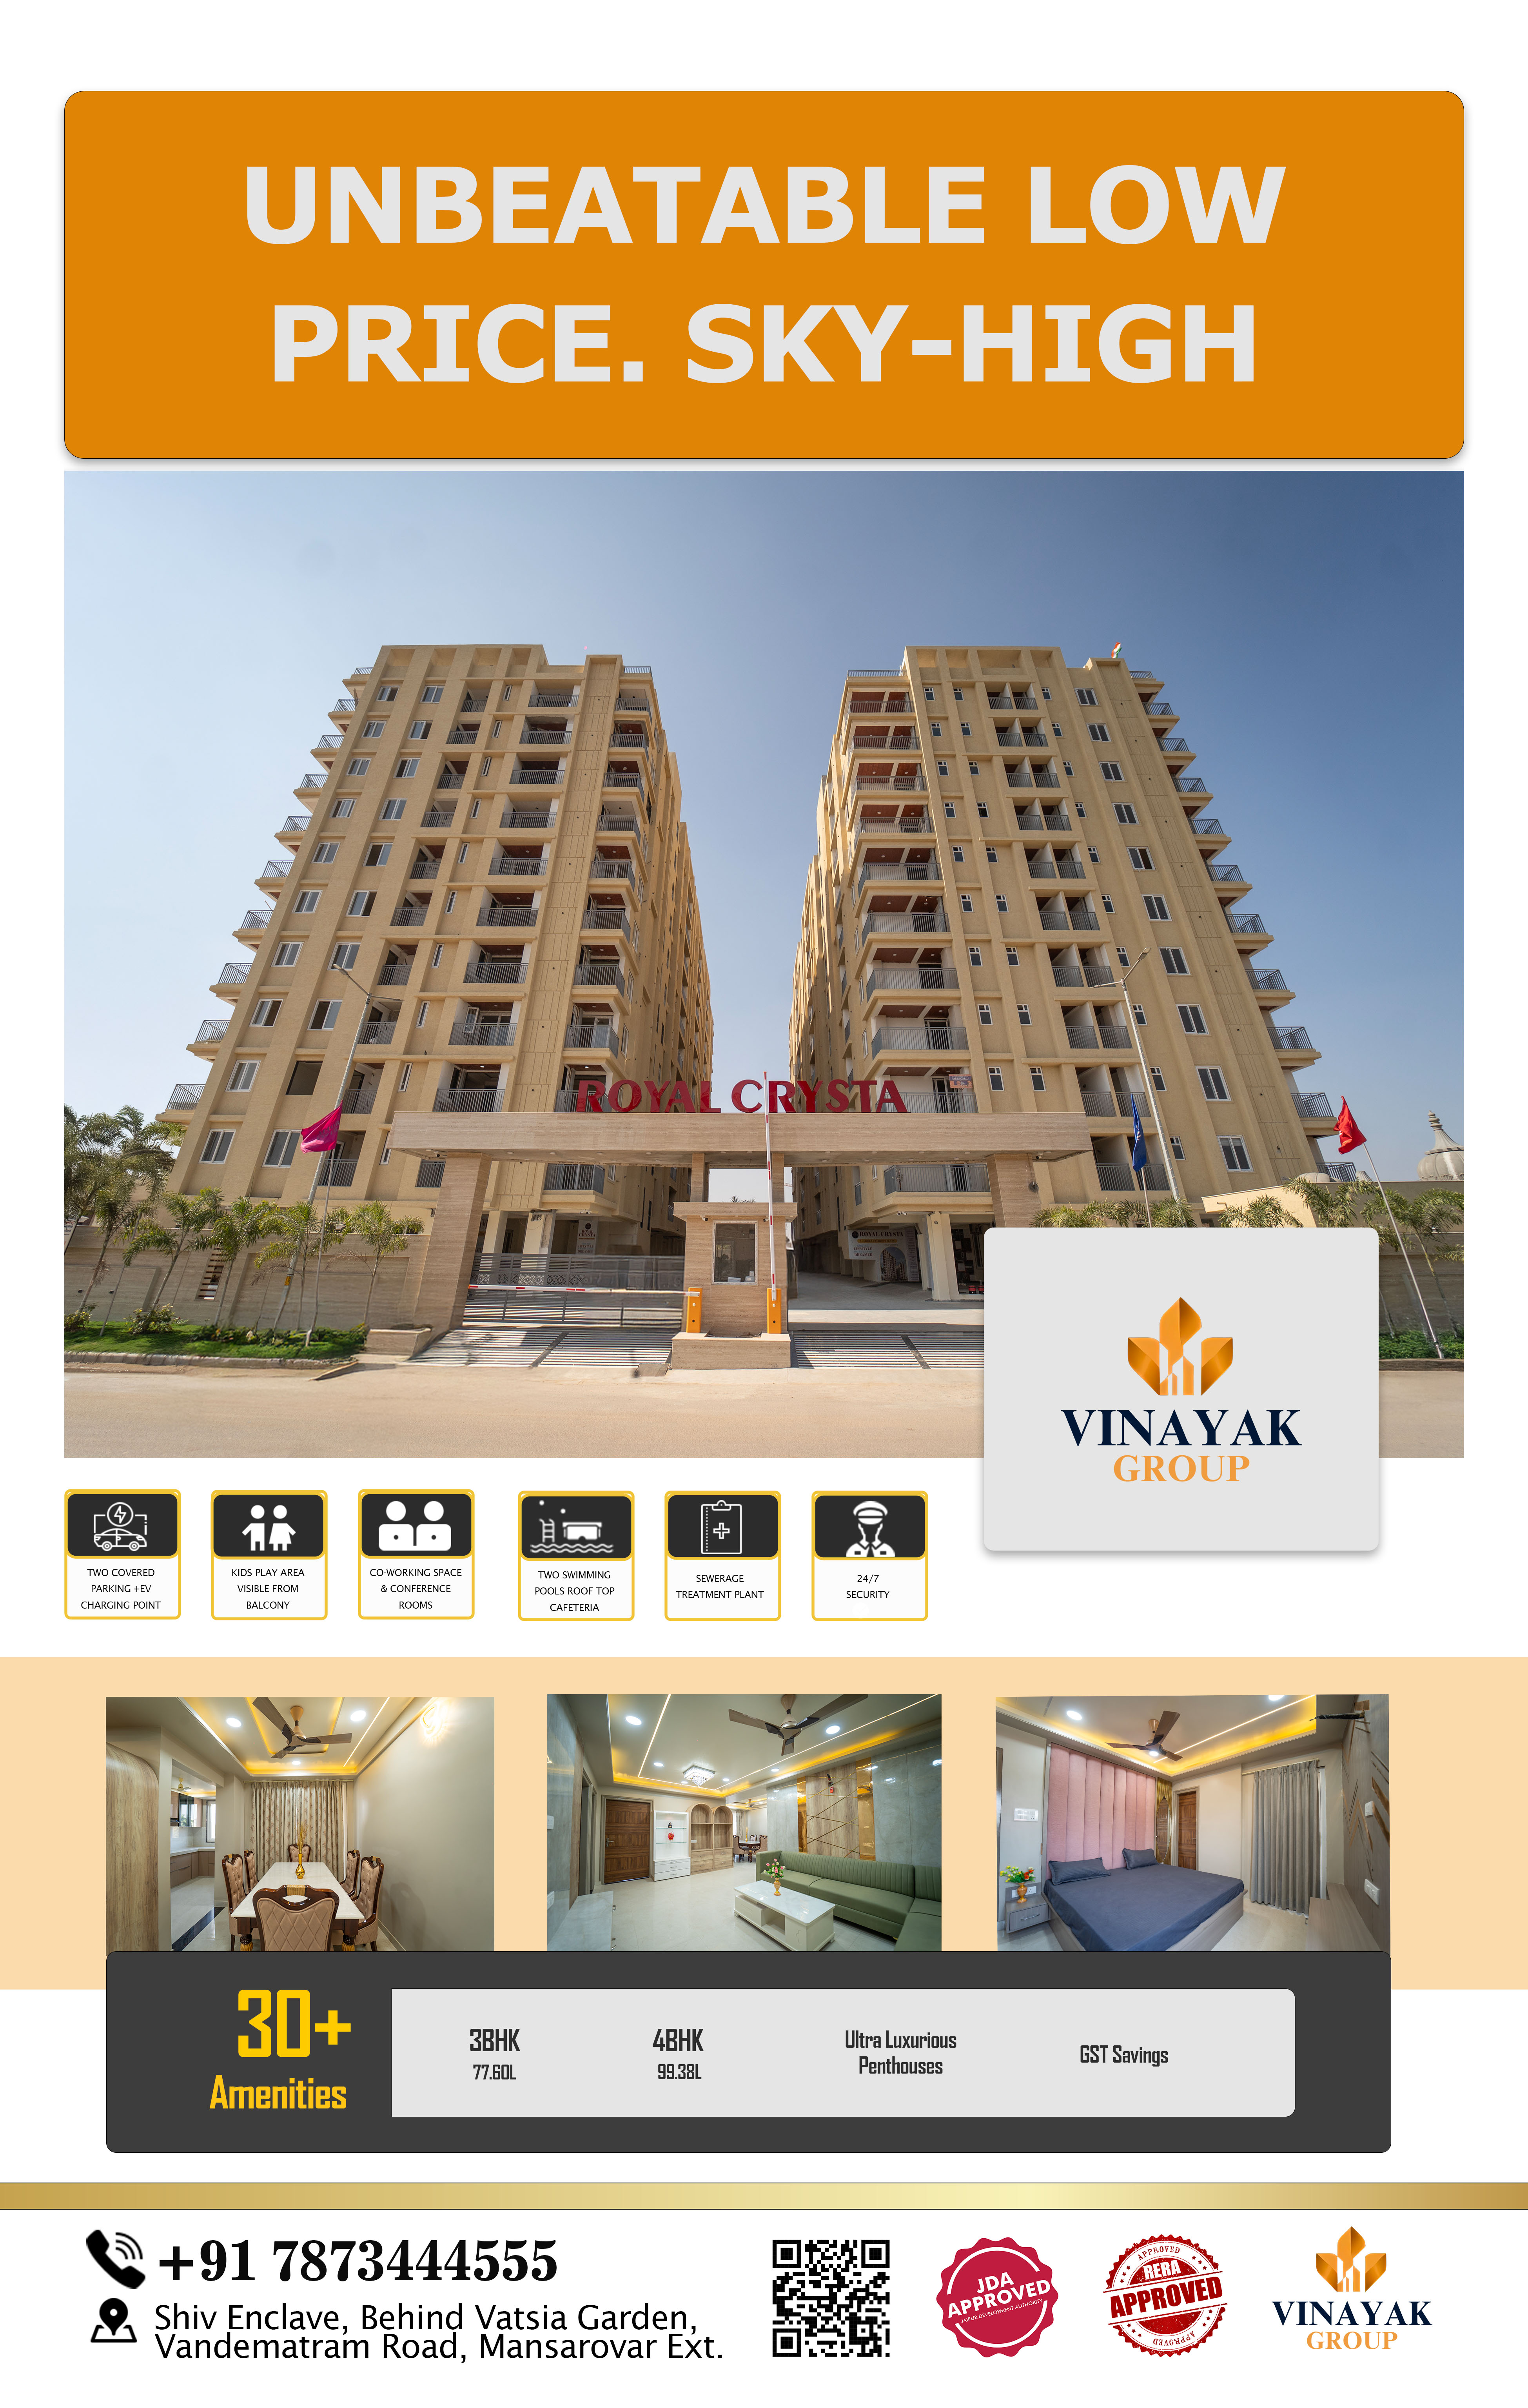 UNBEATABLE LOW
PRICE. SKY-HIGH
ROYAL CRYSTA
ROYAL CRYSTA
VINAYAK
GROUP
TWO COVERED
PARKING +EV
CHARGING POINT
KIDS PLAY AREA
VISIBLE FROM
BALCONY
CO-WORKING SPACE
& CONFERENCE
ROOMS
TWO SWIMMING
POOLS ROOF TOP
CAFETERIA
SEWERAGE
TREATMENT PLANT
24/7
SECURITY
30+
Amenities
3BHK
77.60L
4BHK
99.38L
Ultra Luxurious
Penthouses
GST Savings
+91 7873444555
Shiv Enclave, Behind Vatsia Garden,
Vandematram Road, Mansarovar Ext.
JDA
APPROVED
JAIPUR DEVELOPMENT AUTHORITY
APPROVED
RERA
APPROVED
APPROVED
VINAYAK
GROUP